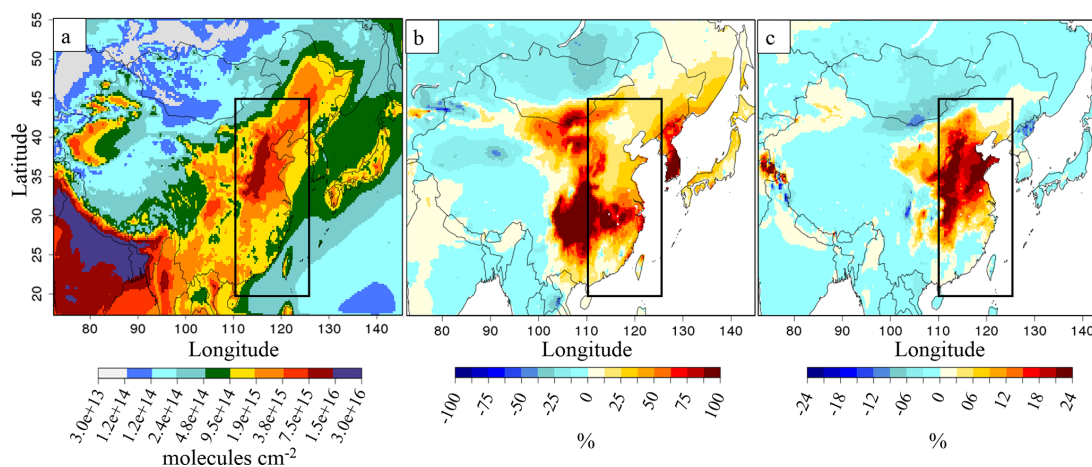 a
b
c
55
50
45
40
35
30
25
20
Latitude
80 90 100 110 120 130 140
80 90 100 110 120 130 140
80 90 100 110 120 130 140
Longitude
Longitude
Longitude
3.0e+13
1.2e+14
1.2e+14
2.4e+14
4.8e+14
9.5e+14
1.9e+15
3.8e+15
7.5e+15
1.5e+16
3.0e+16
molecules cm⁻²
-100
-75
-50
-25
0
25
50
75
100
%
-24
-18
-12
-06
0
06
12
18
24
%